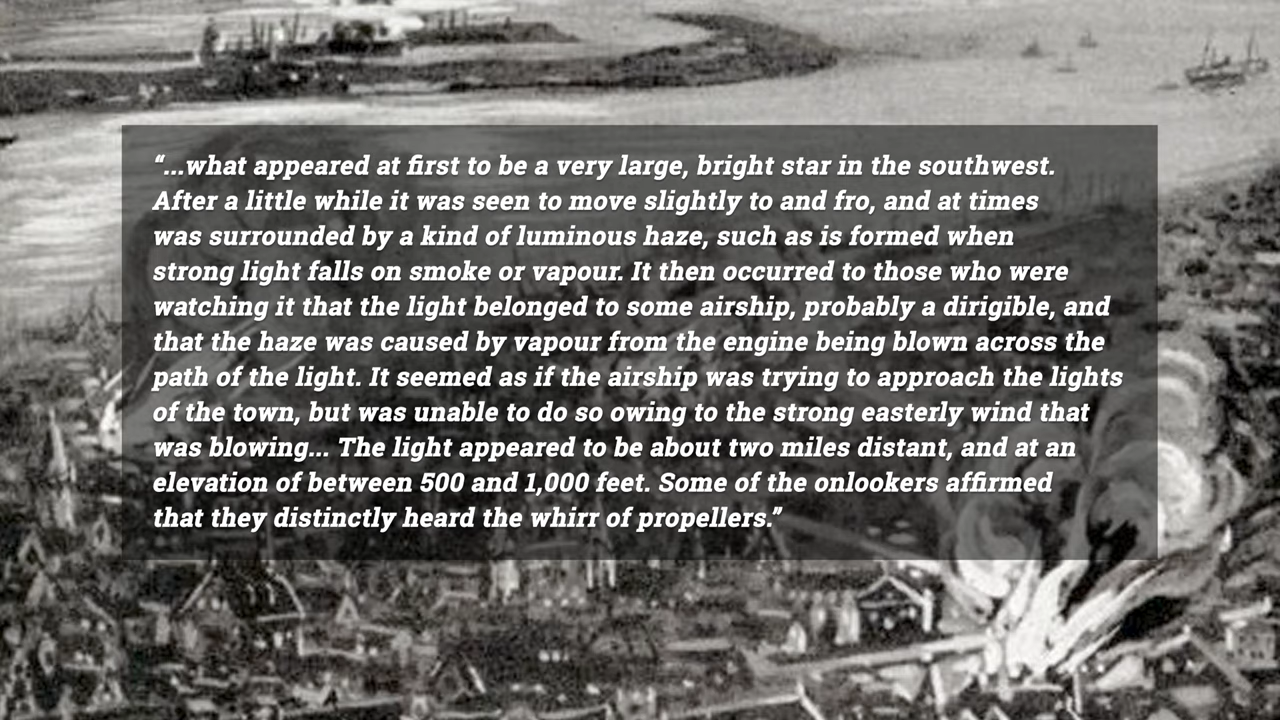 “...what appeared at first to be a very large, bright star in the southwest.
After a little while it was seen to move slightly to and fro, and at times
was surrounded by a kind of luminous haze, such as is formed when
strong light falls on smoke or vapour. It then occurred to those who were
watching it that the light belonged to some airship, probably a dirigible, and
that the haze was caused by vapour from the engine being blown across the
path of the light. It seemed as if the airship was trying to approach the lights
of the town, but was unable to do so owing to the strong easterly wind that
was blowing... The light appeared to be about two miles distant, and at an
elevation of between 500 and 1,000 feet. Some of the onlookers affirmed
that they distinctly heard the whirr of propellers.”